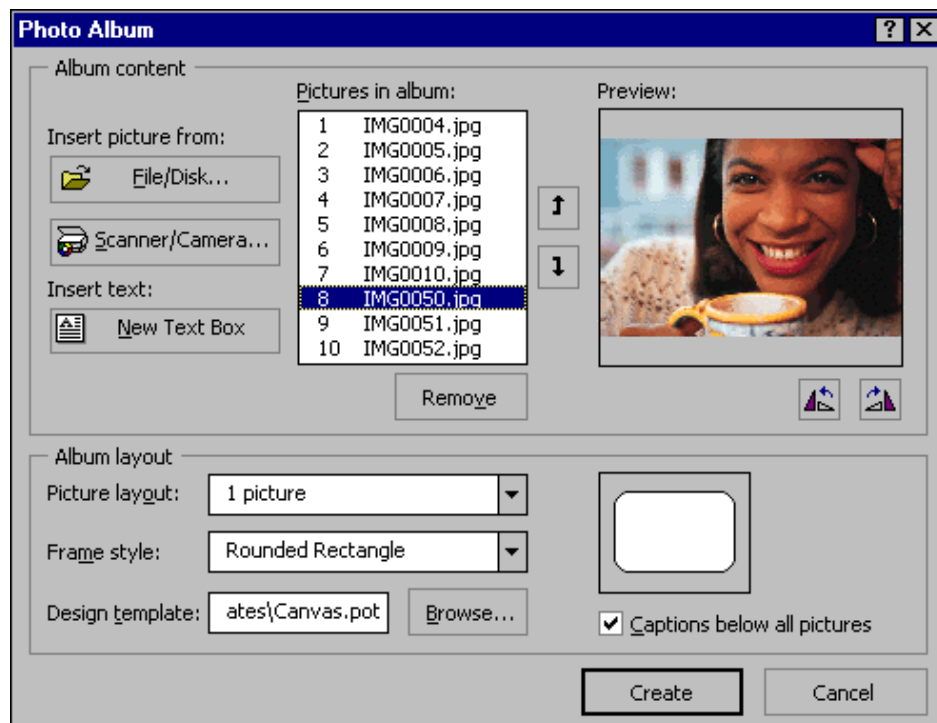 Photo Album
Album content
Pictures in album:
Preview:
Insert picture from:
File/Disk...
Scanner/Camera...
Insert text:
New Text Box
1 IMG0004.jpg
2 IMG0005.jpg
3 IMG0006.jpg
4 IMG0007.jpg
5 IMG0008.jpg
6 IMG0009.jpg
7 IMG0010.jpg
8 IMG0050.jpg
9 IMG0051.jpg
10 IMG0052.jpg
Remove
Album layout
Picture layout: 1 picture
Frame style: Rounded Rectangle
Design template: ates\Canvas.pot Browse...
Captions below all pictures
Create Cancel